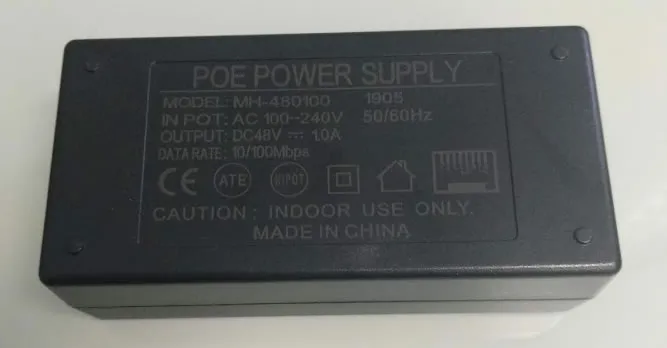 POE POWER SUPPLY
MODEL: MH-480100 1905
IN POT: AC 100~240V 50/60Hz
OUTPUT: DC48V ⎓ 1.0A
DATA RATE: 10/100Mbps
CE ATE HIPOT
CAUTION: INDOOR USE ONLY.
MADE IN CHINA